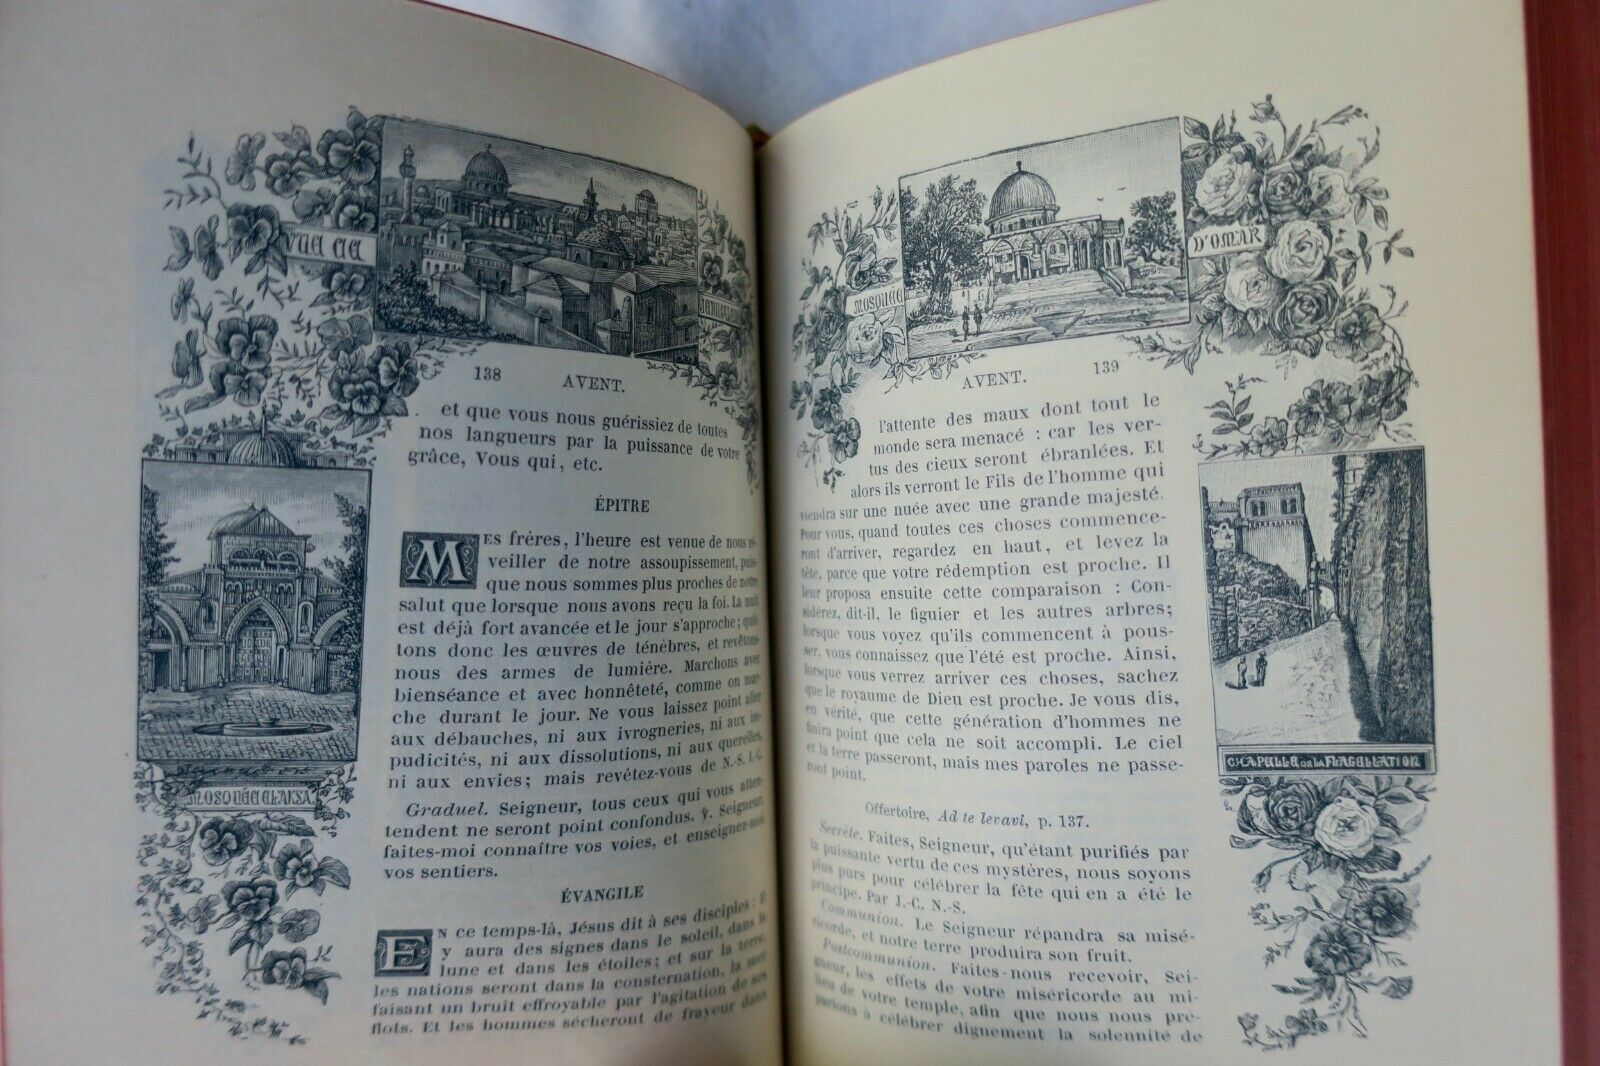 VUE DE
JERUSALEM
138 AVENT.
et que vous nous guérissiez de toutes
nos langueurs par la puissance de votre
grâce, Vous qui, etc.
ÉPITRE
MES frères, l'heure est venue de nous ré-
veiller de notre assoupissement, puis-
que nous sommes plus proches de notre
salut que lorsque nous avons reçu la foi. La nuit
est déjà fort avancée et le jour s'approche; quit-
tons donc les œuvres de ténèbres, et revêtons-
nous des armes de lumière. Marchons avec
bienséance et avec honnêteté, comme on mar-
che durant le jour. Ne vous laissez point aller
aux débauches, ni aux ivrogneries, ni aux im-
pudicités, ni aux dissolutions, ni aux querelles,
ni aux envies; mais revêtez-vous de N.-S. J.-C.
Graduel. Seigneur, tous ceux qui vous atten-
tendent ne seront point confondus. ℣. Seigneur,
faites-moi connaître vos voies, et enseignez-moi
vos sentiers.
ÉVANGILE
EN ce temps-là, Jésus dit à ses disciples : Il
y aura des signes dans le soleil, dans la
lune et dans les étoiles; et sur la terre,
les nations seront dans la consternation, la mer
faisant un bruit effroyable par l'agitation de ses
flots. Et les hommes sécheront de frayeur dans
MOSQUÉE ELAKSA
K
MOSQUÉE
D'OMAR
AVENT. 139
l'attente des maux dont tout le
monde sera menacé : car les ver-
tus des cieux seront ébranlées. Et
alors ils verront le Fils de l'homme qui
viendra sur une nuée avec une grande majesté.
Pour vous, quand toutes ces choses commence-
ront d'arriver, regardez en haut, et levez la
tête, parce que votre rédemption est proche. Il
leur proposa ensuite cette comparaison : Con-
sidérez, dit-il, le figuier et les autres arbres;
lorsque vous voyez qu'ils commencent à pous-
ser, vous connaissez que l'été est proche. Ainsi,
lorsque vous verrez arriver ces choses, sachez
que le royaume de Dieu est proche. Je vous dis,
en vérité, que cette génération d'hommes ne
finira point que cela ne soit accompli. Le ciel
et la terre passeront, mais mes paroles ne passe-
ront point.
Offertoire, Ad te levavi, p. 137.
Secrète. Faites, Seigneur, qu'étant purifiés par
la puissante vertu de ces mystères, nous soyons
plus purs pour célébrer la fête qui en a été le
principe. Par J.-C. N.-S.
Communion. Le Seigneur répandra sa misé-
ricorde, et notre terre produira son fruit.
Postcommunion. Faites-nous recevoir, Sei-
gneur, les effets de votre miséricorde au mi-
lieu de votre temple, afin que nous nous pré-
parions à célébrer dignement la solennité de
CHAPELLE DE LA FLAGELLATION